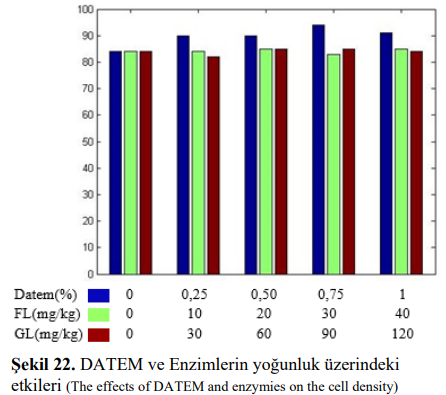 100
90
80
70
60
50
40
30
20
10
0
Datem(%) 0 0,25 0,50 0,75 1
FL(mg/kg) 0 10 20 30 40
GL(mg/kg) 0 30 60 90 120
Şekil 22. DATEM ve Enzimlerin yoğunluk üzerindeki
etkileri (The effects of DATEM and enzymies on the cell density)